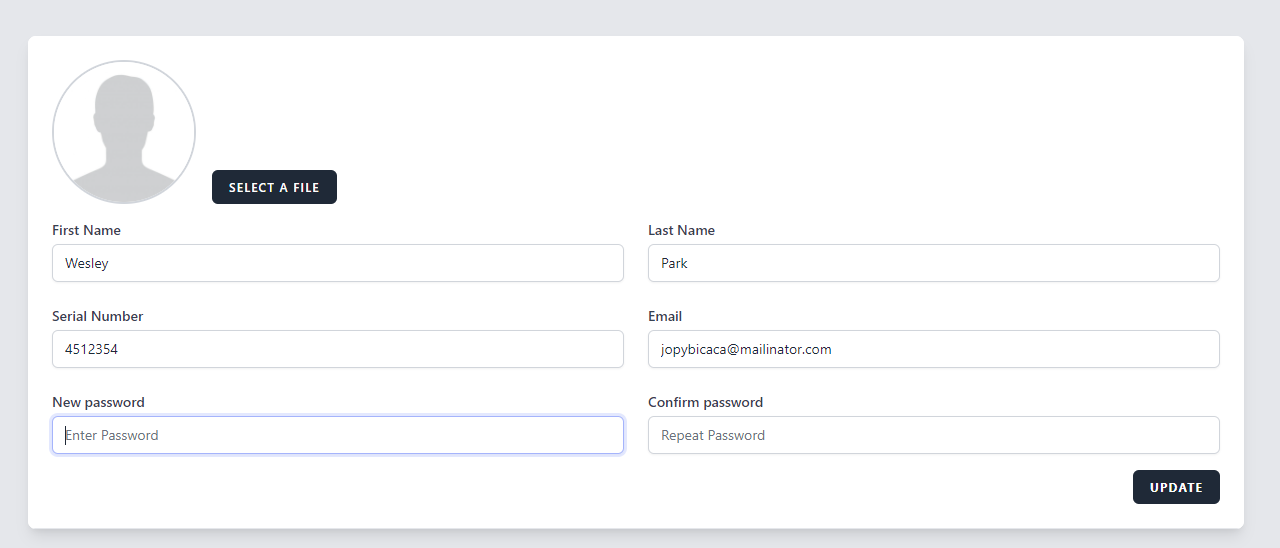 SELECT A FILE
First Name
Last Name
Wesley
Park
Serial Number
Email
4512354
jopybicaca@mailinator.com
New password
Confirm password
Enter Password
Repeat Password
UPDATE